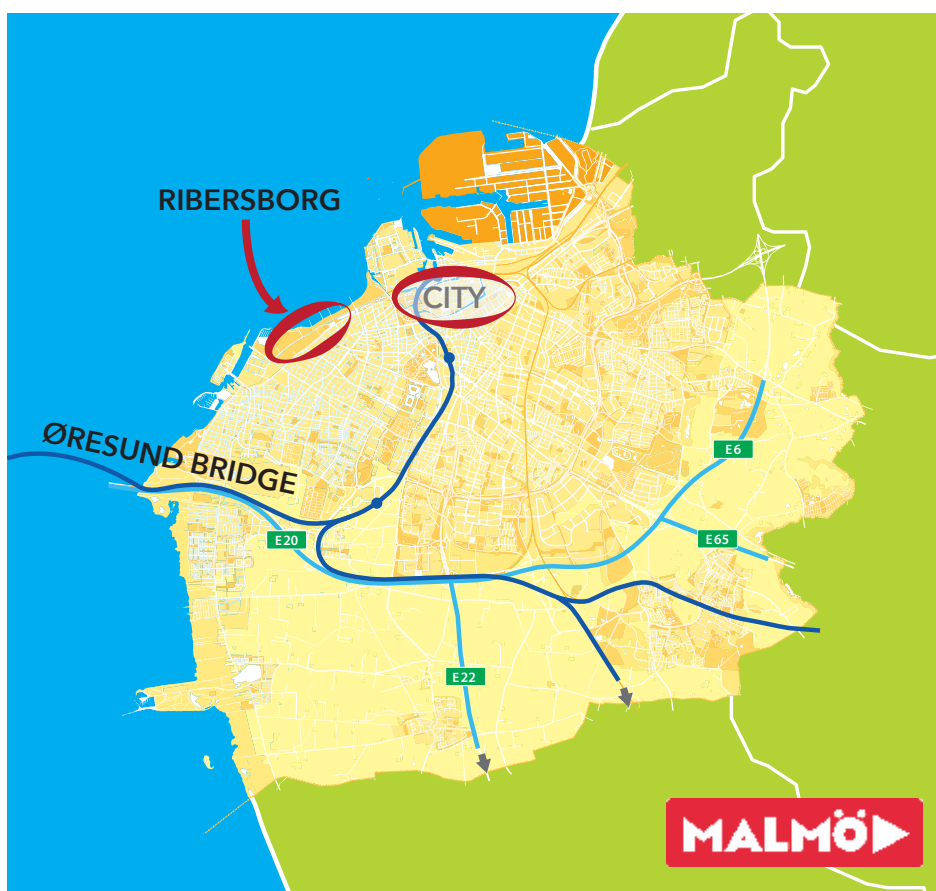 RIBERSBORG
CITY
ØRESUND BRIDGE
E6
E20
E65
E22
MALMÖ